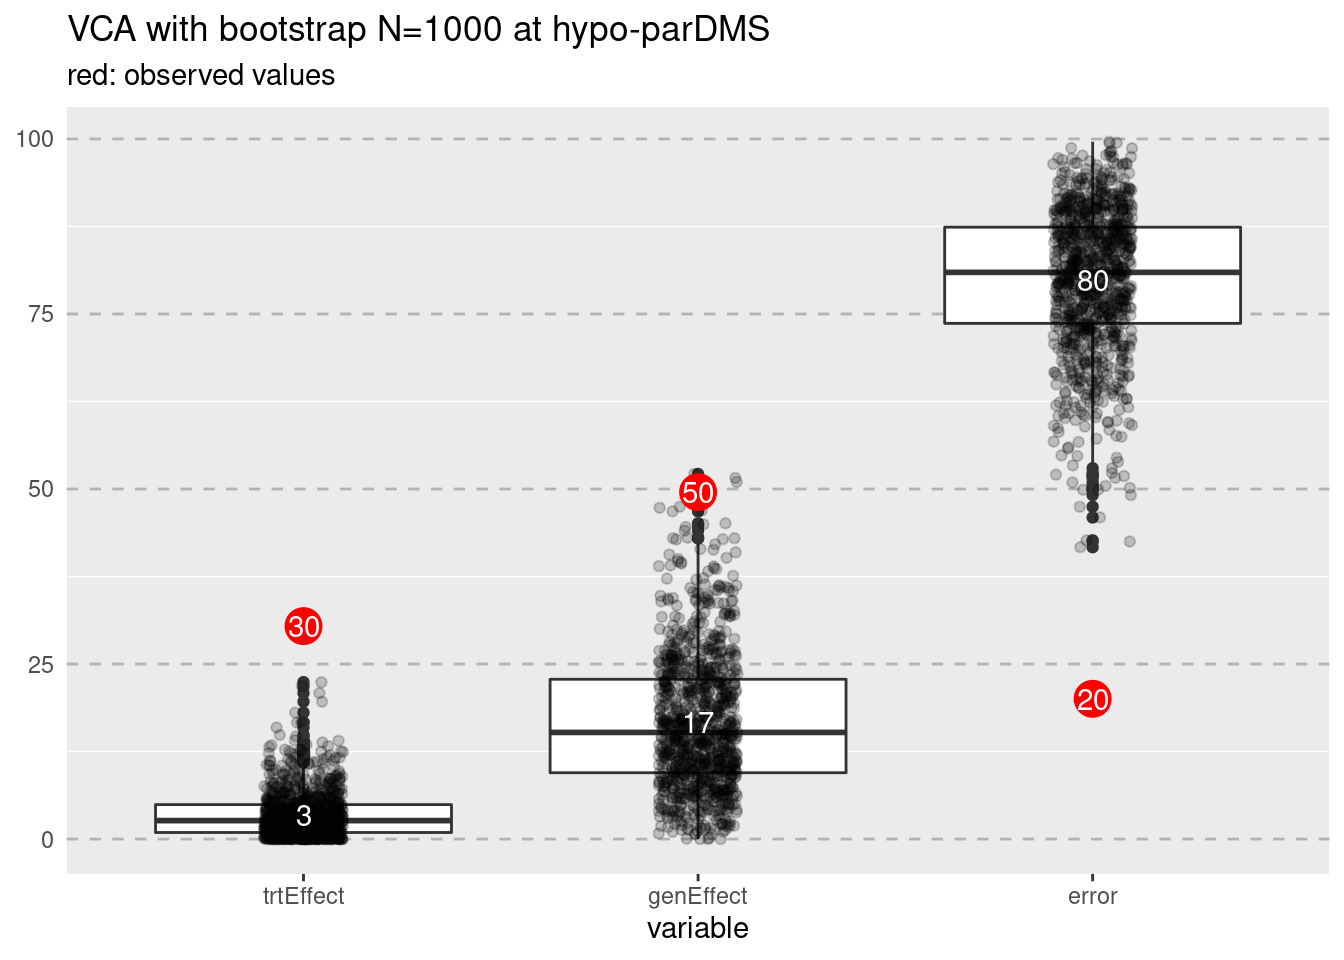 VCA with bootstrap N=1000 at hypo-parDMS
red: observed values
100
75
50
25
0
80
50
30
20
17
3
trtEffect genEffect error
variable